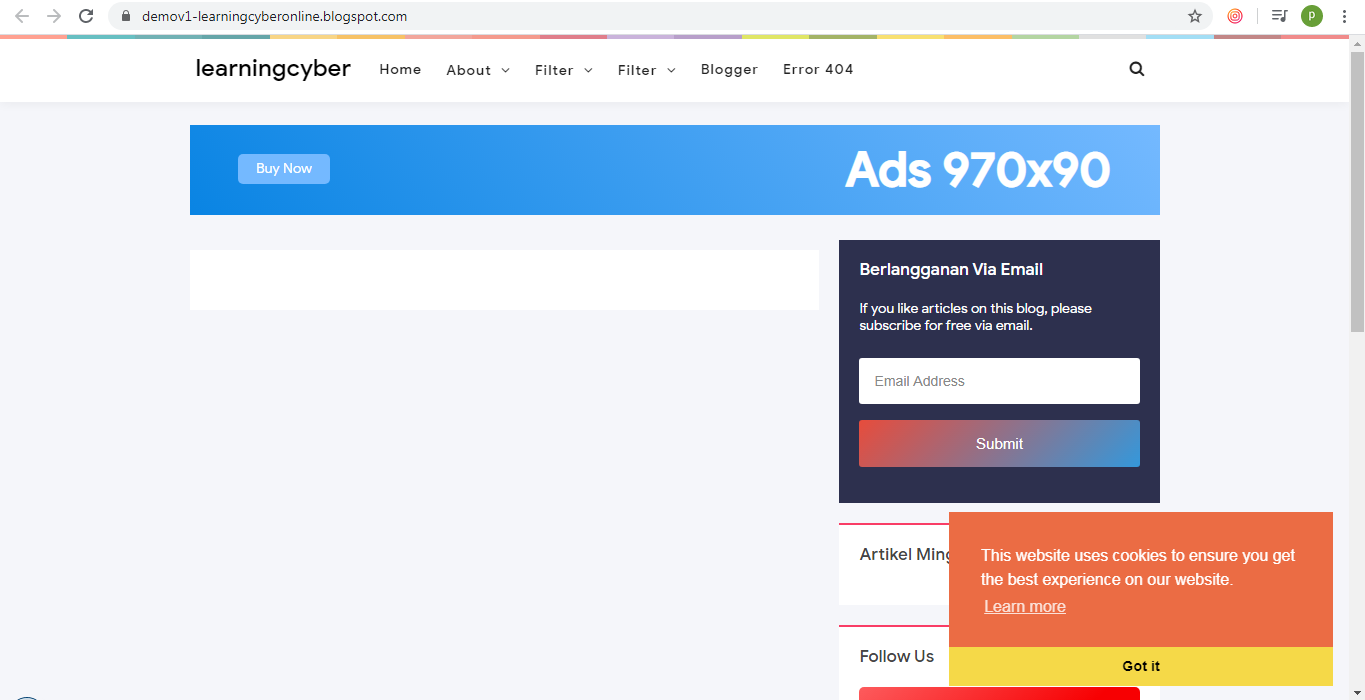 demov1-learningcyberonline.blogspot.com
P
learningcyber Home About Filter Filter Blogger Error 404
Buy Now
Ads 970x90
Berlangganan Via Email
If you like articles on this blog, please
subscribe for free via email.
Email Address
Submit
Artikel Ming
Follow Us
This website uses cookies to ensure you get
the best experience on our website.
Learn more
Got it